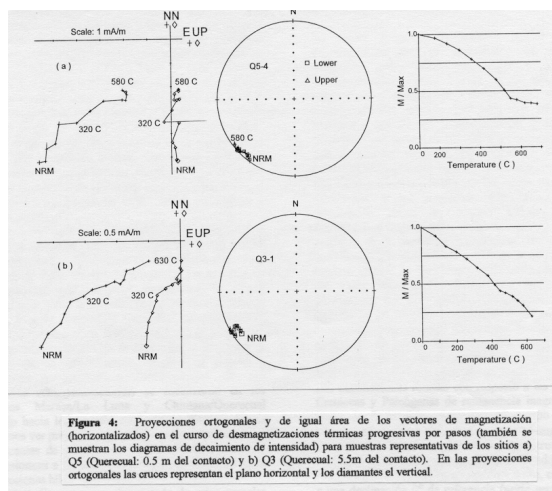 NN
+◇
EUP
+◇
Scale: 1 mA/m
( a )
580 C
580 C
320 C
320 C
NRM
NRM
N
Q5-4
□ Lower
△ Upper
580 C
NRM
M / Max
1.0
0.5
0.0
0
200
400
600
Temperature ( C )
NN
+◇
EUP
+◇
Scale: 0.5 mA/m
( b )
630 C
320 C
320 C
NRM
NRM
N
Q3-1
NRM
M / Max
1.0
0.5
0.0
0
200
400
600
Temperature ( C )
Figura 4: Proyecciones ortogonales y de igual área de los vectores de magnetización
(horizontalizados) en el curso de desmagnetizaciones térmicas progresivas por pasos (también se
muestran los diagramas de decaimiento de intensidad) para muestras representativas de los sitios a)
Q5 (Querecual: 0.5 m del contacto) y b) Q3 (Querecual: 5.5m del contacto). En las proyecciones
ortogonales las cruces representan el plano horizontal y los diamantes el vertical.